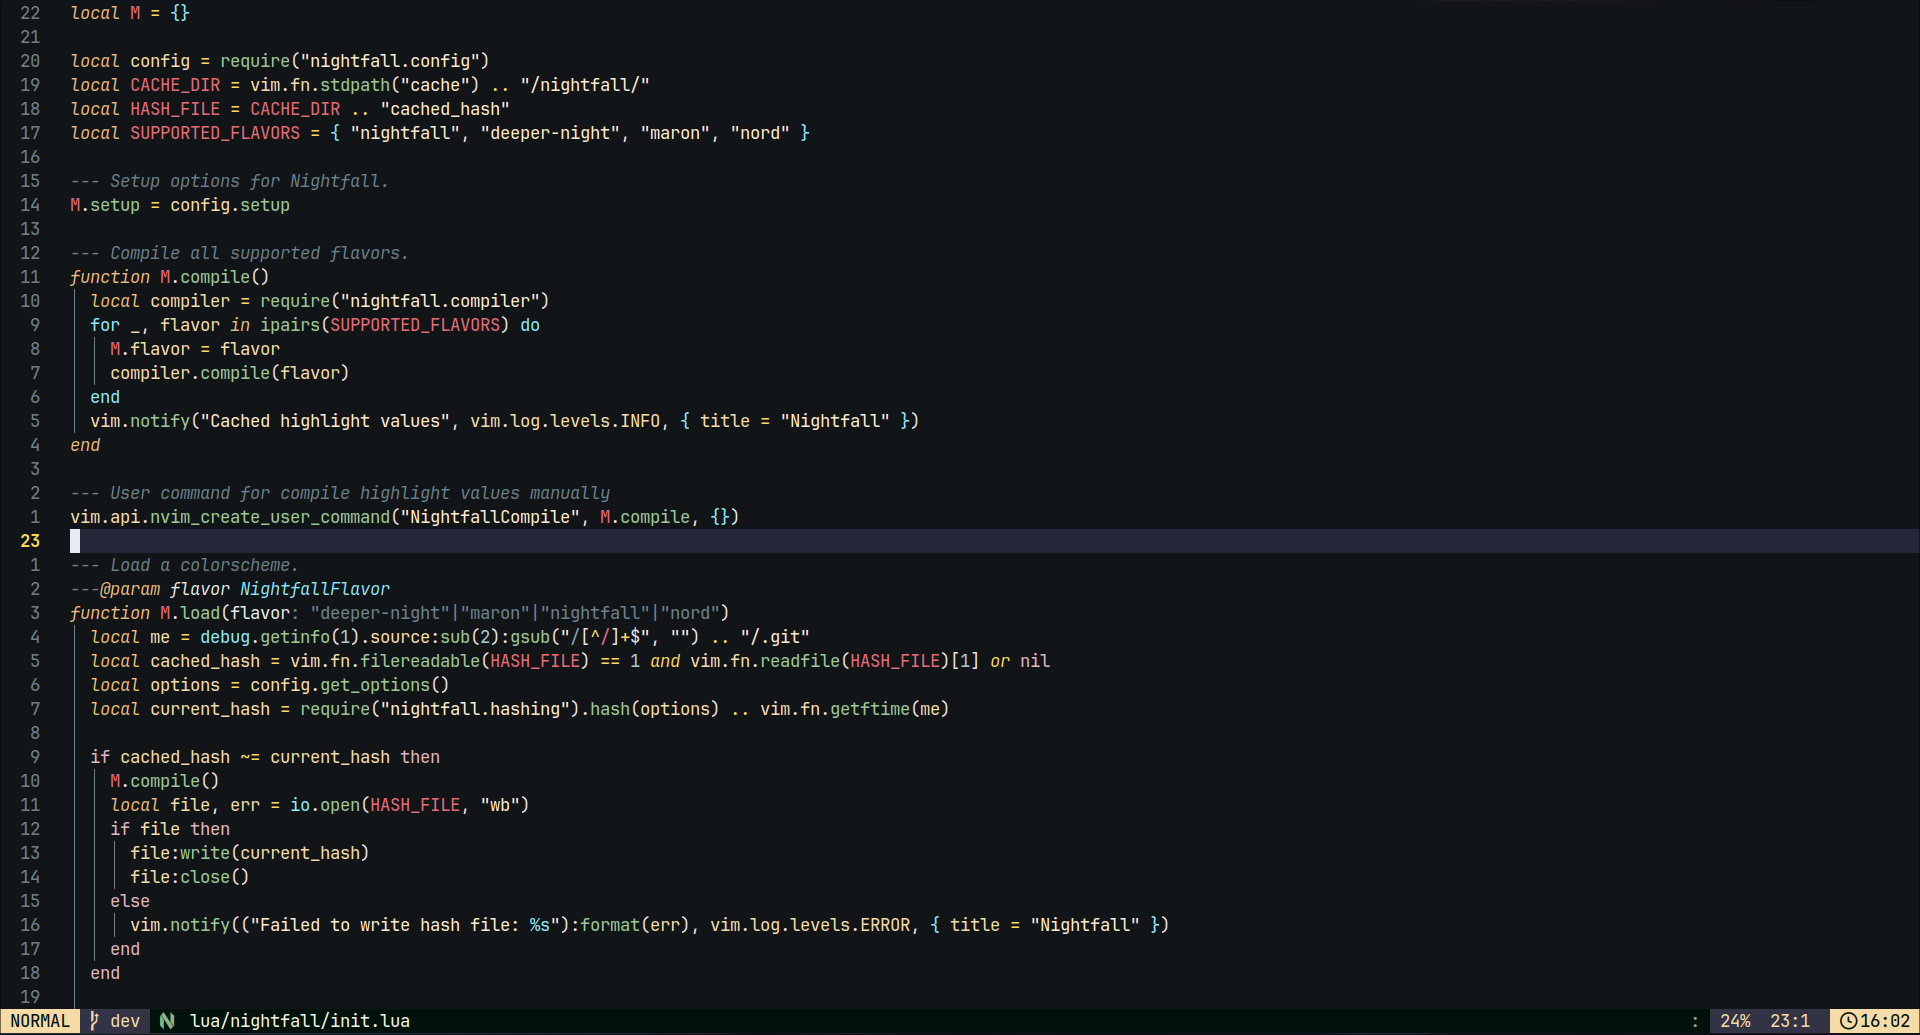 22 local M = {}
21
20 local config = require("nightfall.config")
19 local CACHE_DIR = vim.fn.stdpath("cache") .. "/nightfall/"
18 local HASH_FILE = CACHE_DIR .. "cached_hash"
17 local SUPPORTED_FLAVORS = { "nightfall", "deeper-night", "maron", "nord" }
16
15 --- Setup options for Nightfall.
14 M.setup = config.setup
13
12 --- Compile all supported flavors.
11 function M.compile()
10   local compiler = require("nightfall.compiler")
9   for _, flavor in ipairs(SUPPORTED_FLAVORS) do
8     M.flavor = flavor
7     compiler.compile(flavor)
6   end
5   vim.notify("Cached highlight values", vim.log.levels.INFO, { title = "Nightfall" })
4 end
3
2 --- User command for compile highlight values manually
1 vim.api.nvim_create_user_command("NightfallCompile", M.compile, {})
23
1 --- Load a colorscheme.
2 ---@param flavor NightfallFlavor
3 function M.load(flavor: "deeper-night"|"maron"|"nightfall"|"nord")
4   local me = debug.getinfo(1).source:sub(2):gsub("/[^/]+$", "") .. "/.git"
5   local cached_hash = vim.fn.filereadable(HASH_FILE) == 1 and vim.fn.readfile(HASH_FILE)[1] or nil
6   local options = config.get_options()
7   local current_hash = require("nightfall.hashing").hash(options) .. vim.fn.getftime(me)
8
9   if cached_hash ~= current_hash then
10     M.compile()
11     local file, err = io.open(HASH_FILE, "wb")
12     if file then
13       file:write(current_hash)
14       file:close()
15     else
16       vim.notify(("Failed to write hash file: %s"):format(err), vim.log.levels.ERROR, { title = "Nightfall" })
17     end
18   end
19
NORMAL dev lua/nightfall/init.lua : 24% 23:1 16:02